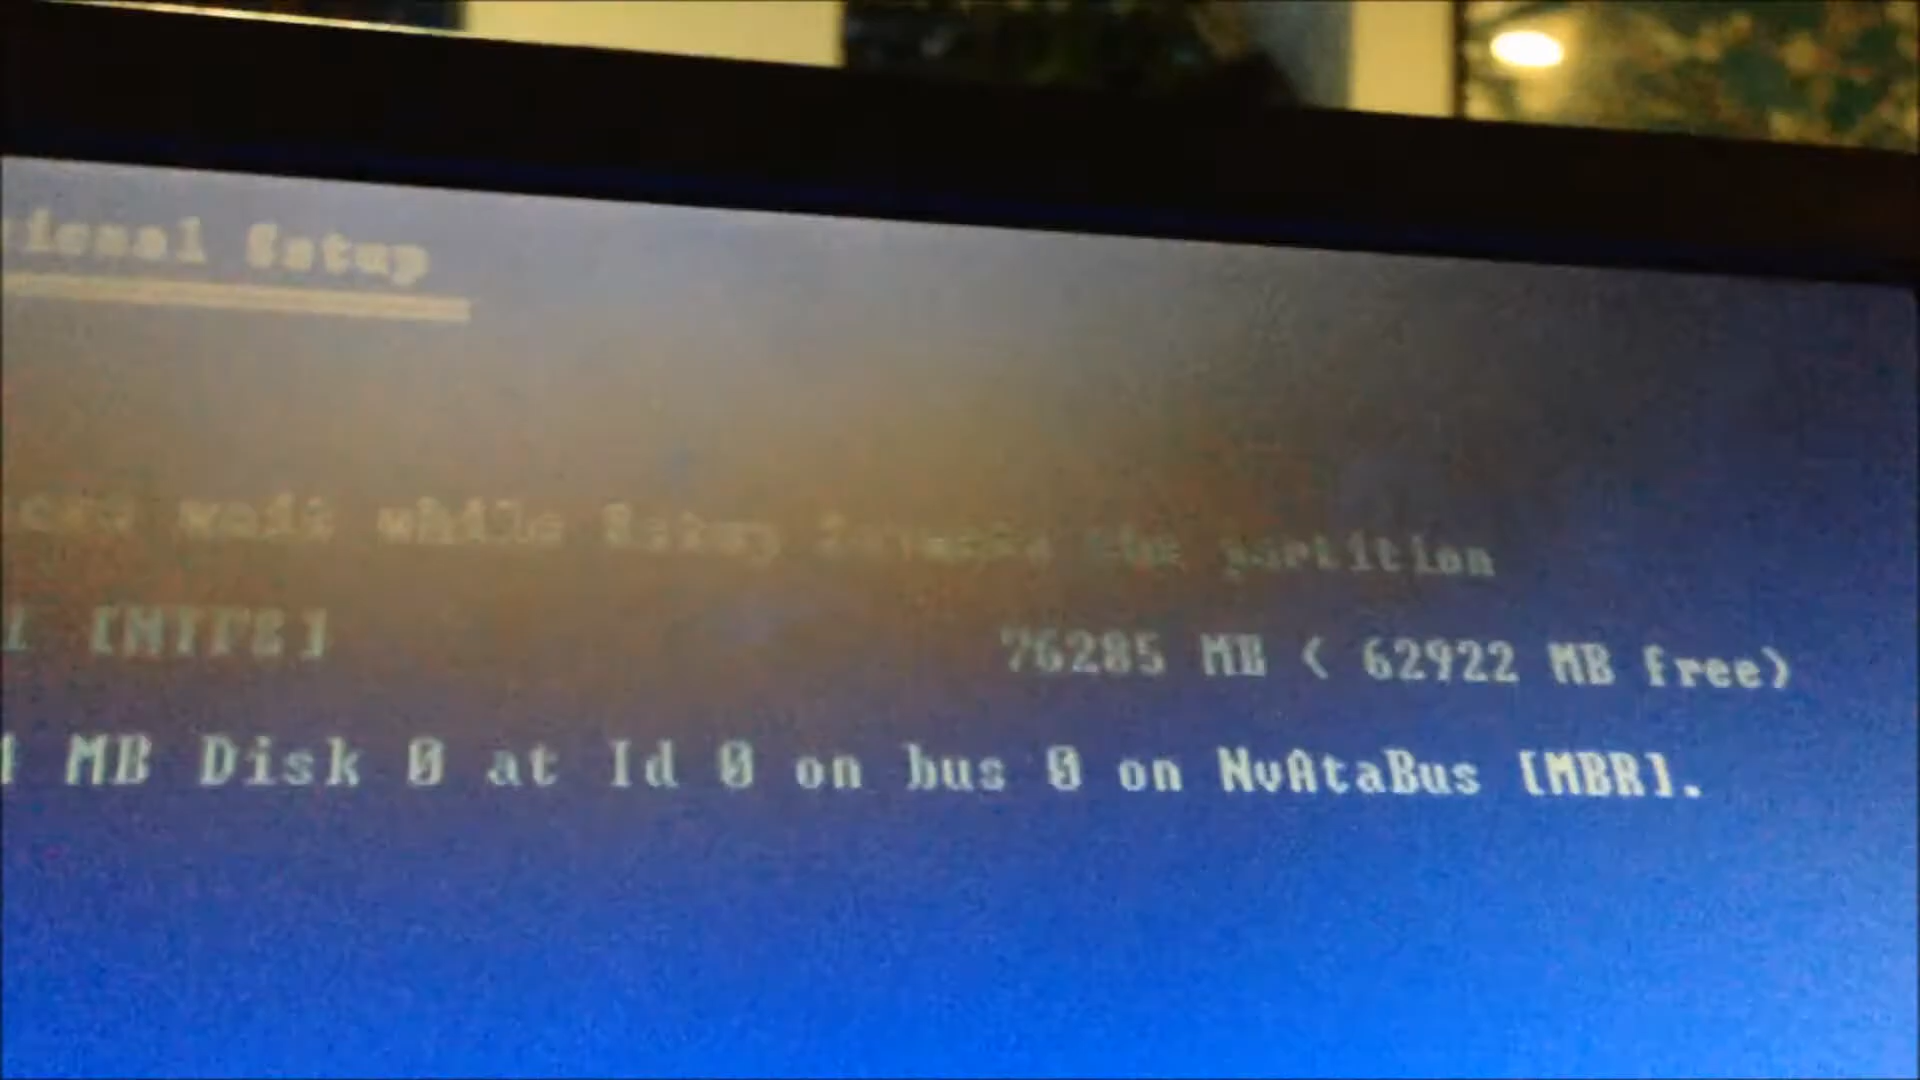 ional Setup
wait while Setup formats the partition
[NTFS] 76285 MB ( 62922 MB free)
MB Disk 0 at Id 0 on bus 0 on NvAtaBus [MBR].